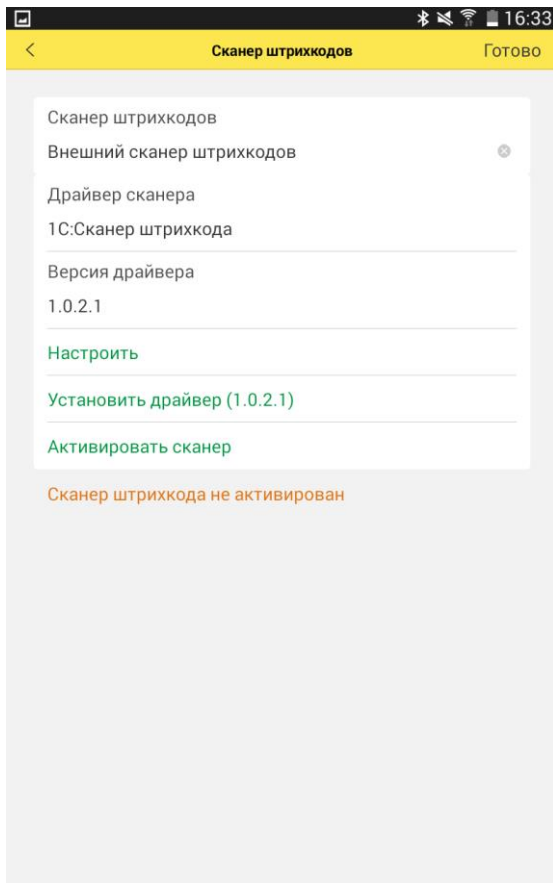 16:33
Сканер штрихкодов
Готово
Сканер штрихкодов
Внешний сканер штрихкодов
Драйвер сканера
1С:Сканер штрихкода
Версия драйвера
1.0.2.1
Настроить
Установить драйвер (1.0.2.1)
Активировать сканер
Сканер штрихкода не активирован